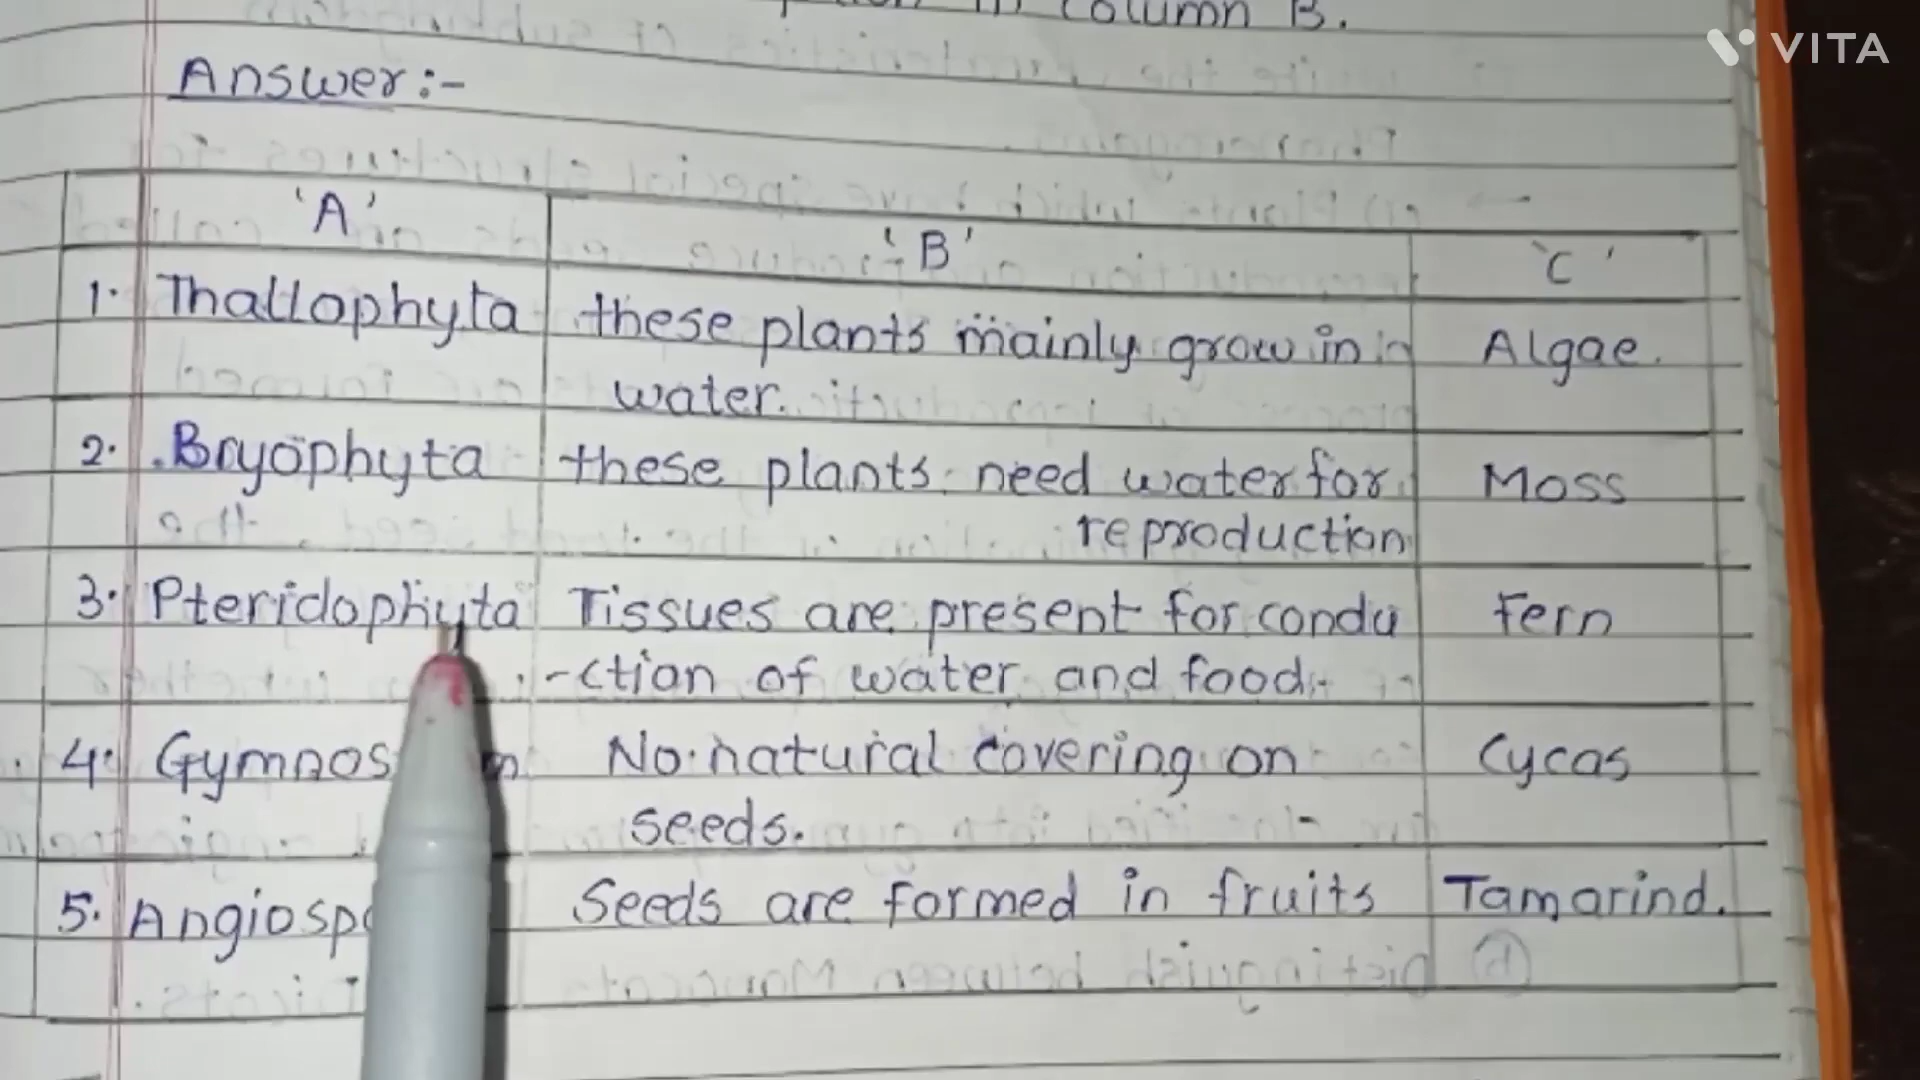 column B.
VITA
Answer:-
'A' 'B' 'C'
1. Thallophyta these plants mainly grow in Algae.
water.
2. Bryophyta these plants need water for Moss
reproduction
3. Pteridophyta Tissues are present for condu Fern
-ction of water and food.
4. No natural covering on Cycas
seeds.
5. Seeds are formed in fruits Tamarind.